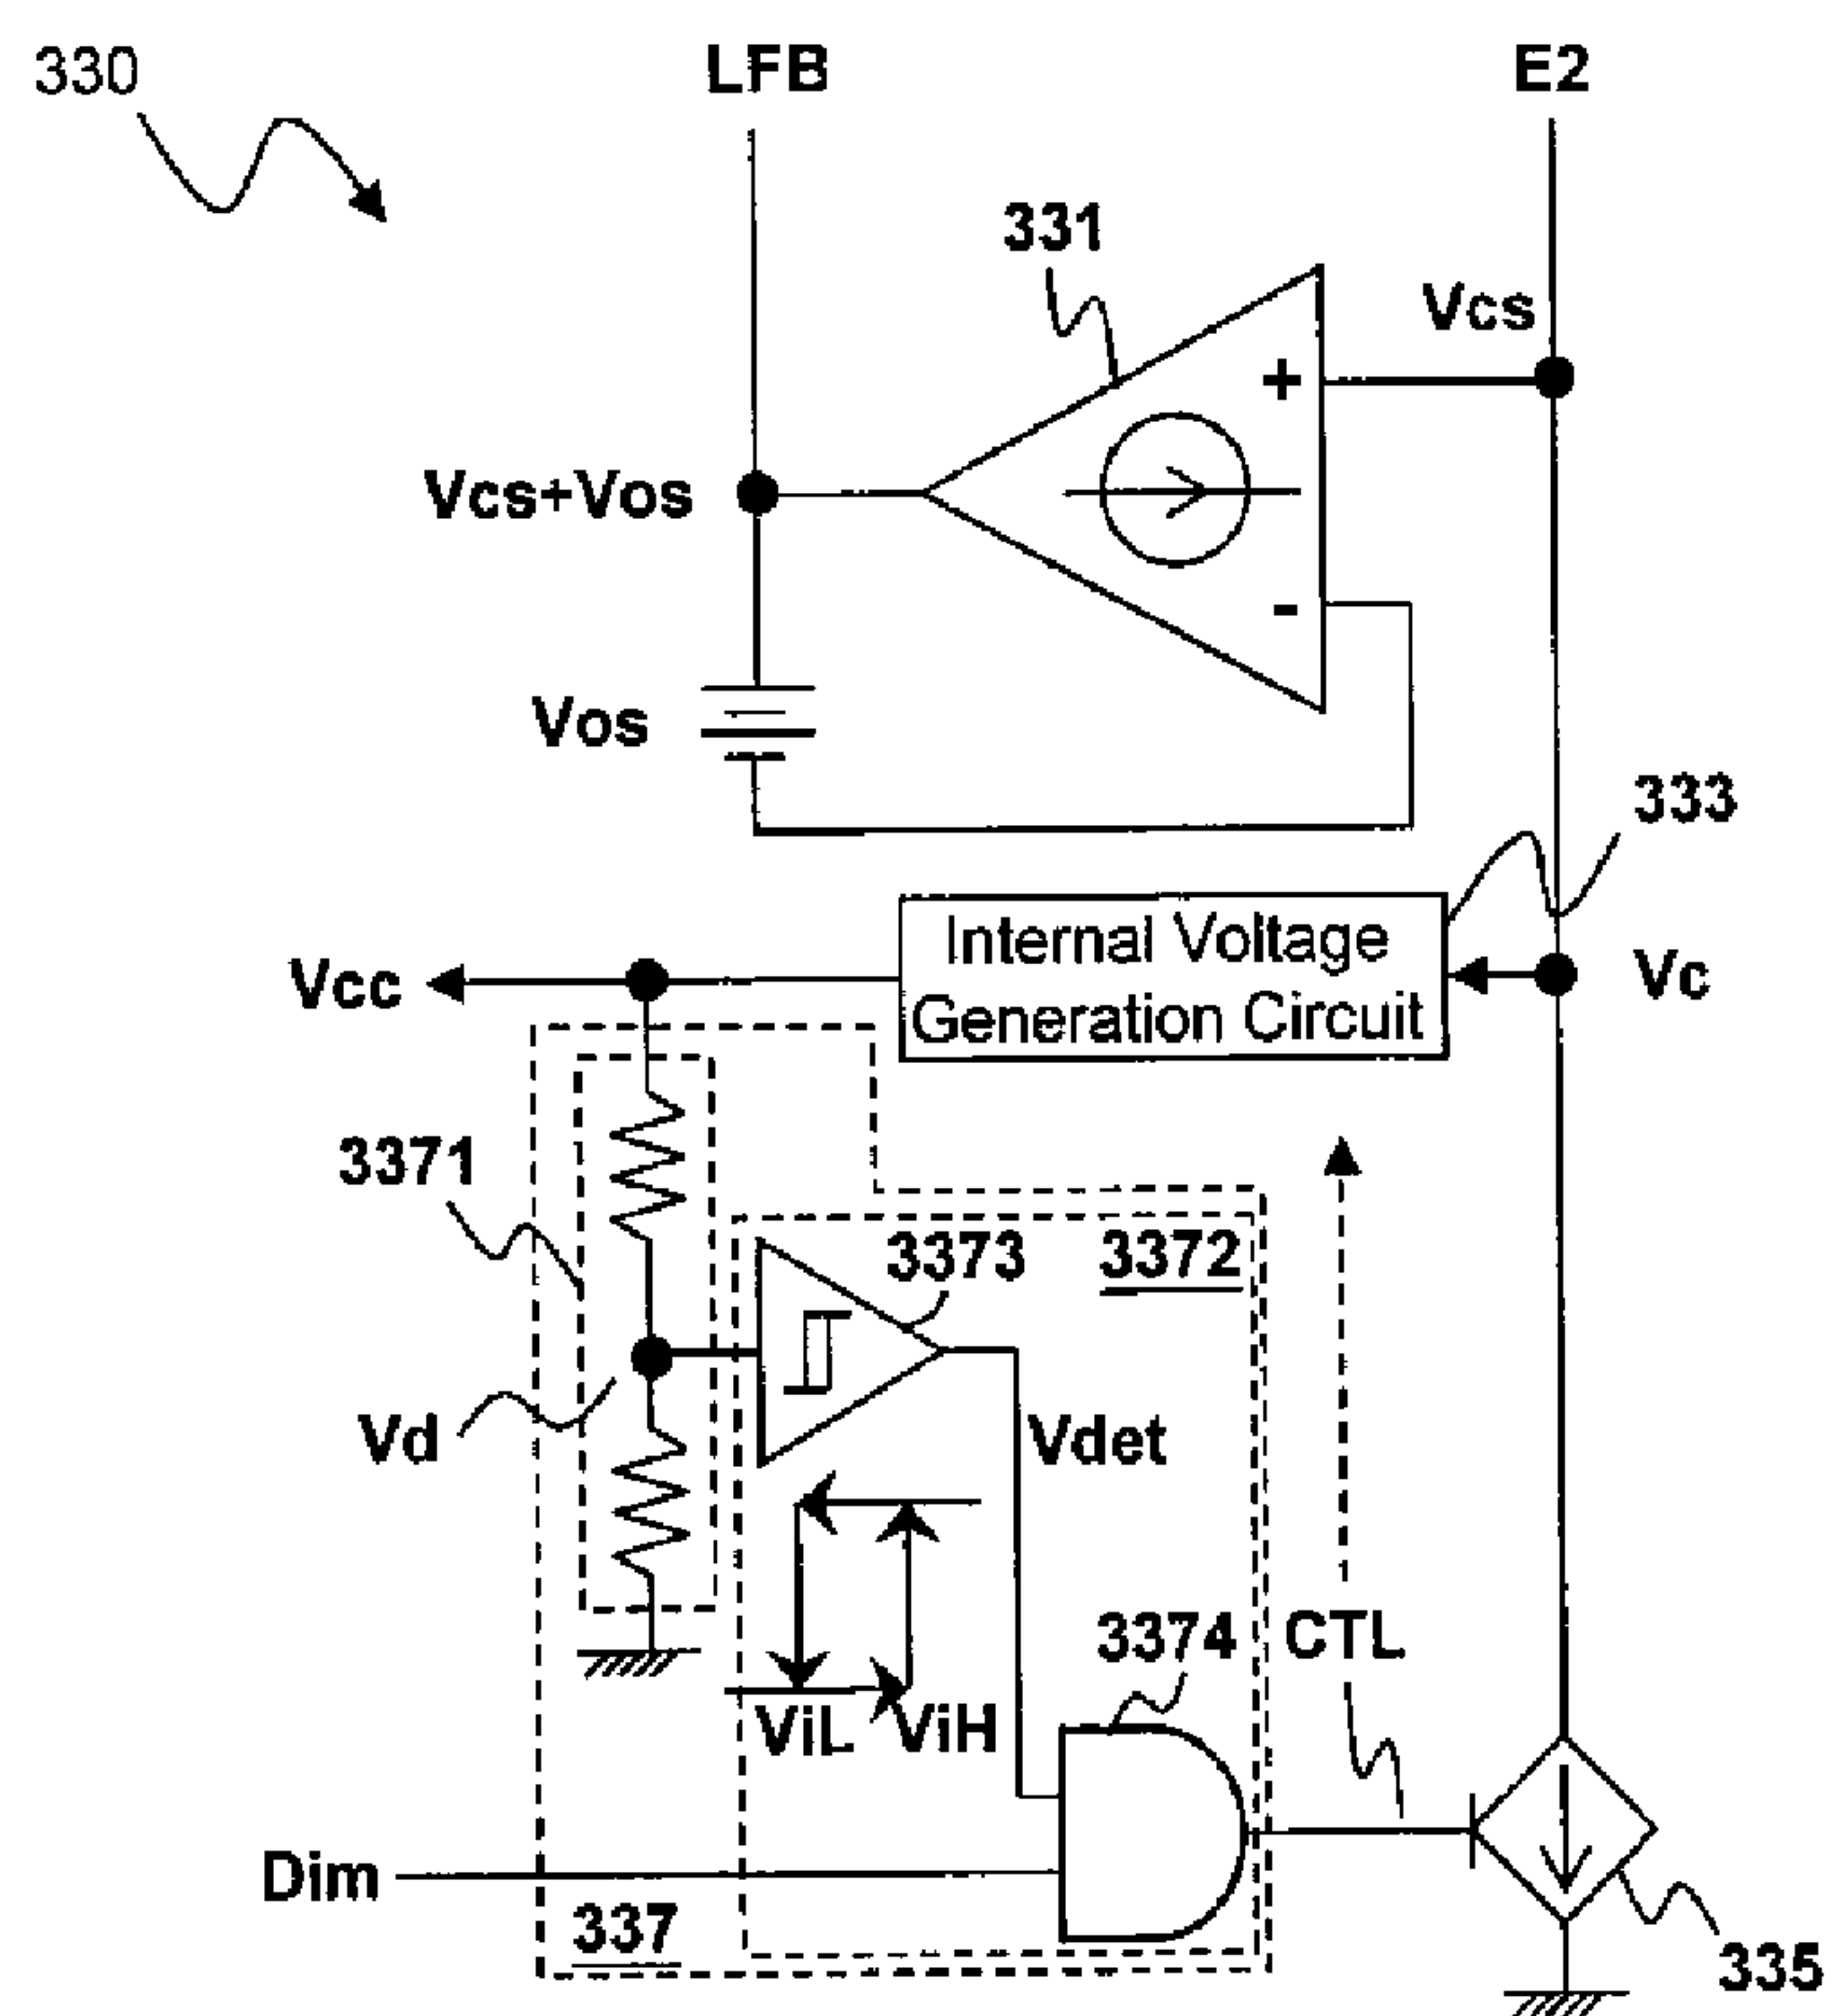 330
LFB
E2
331
Vcs
+
Vcs+Vos
-
Vos
333
Internal Voltage
Generation Circuit
Vcc
Vc
3371
3373
3372
Vd
Vdet
3374
CTL
ViL
ViH
Dim
337
335